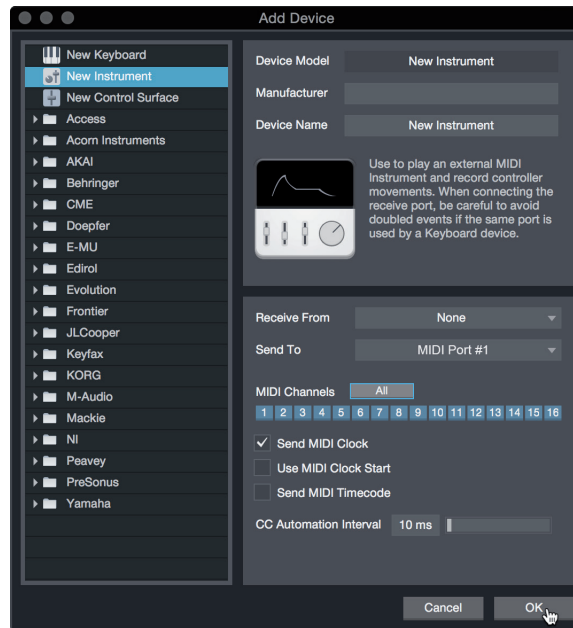 Add Device
New Keyboard
New Instrument
New Control Surface
Access
Acorn Instruments
AKAI
Behringer
CME
Doepfer
E-MU
Edirol
Evolution
Frontier
JLCooper
Keyfax
KORG
M-Audio
Mackie
NI
Peavey
PreSonus
Yamaha
Device Model New Instrument
Manufacturer
Device Name New Instrument
Use to play an external MIDI
Instrument and record controller
movements. When connecting the
receive port, be careful to avoid
doubled events if the same port is
used by a Keyboard device.
Receive From None
Send To MIDI Port #1
MIDI Channels All
1 2 3 4 5 6 7 8 9 10 11 12 13 14 15 16
Send MIDI Clock
Use MIDI Clock Start
Send MIDI Timecode
CC Automation Interval 10 ms
Cancel OK